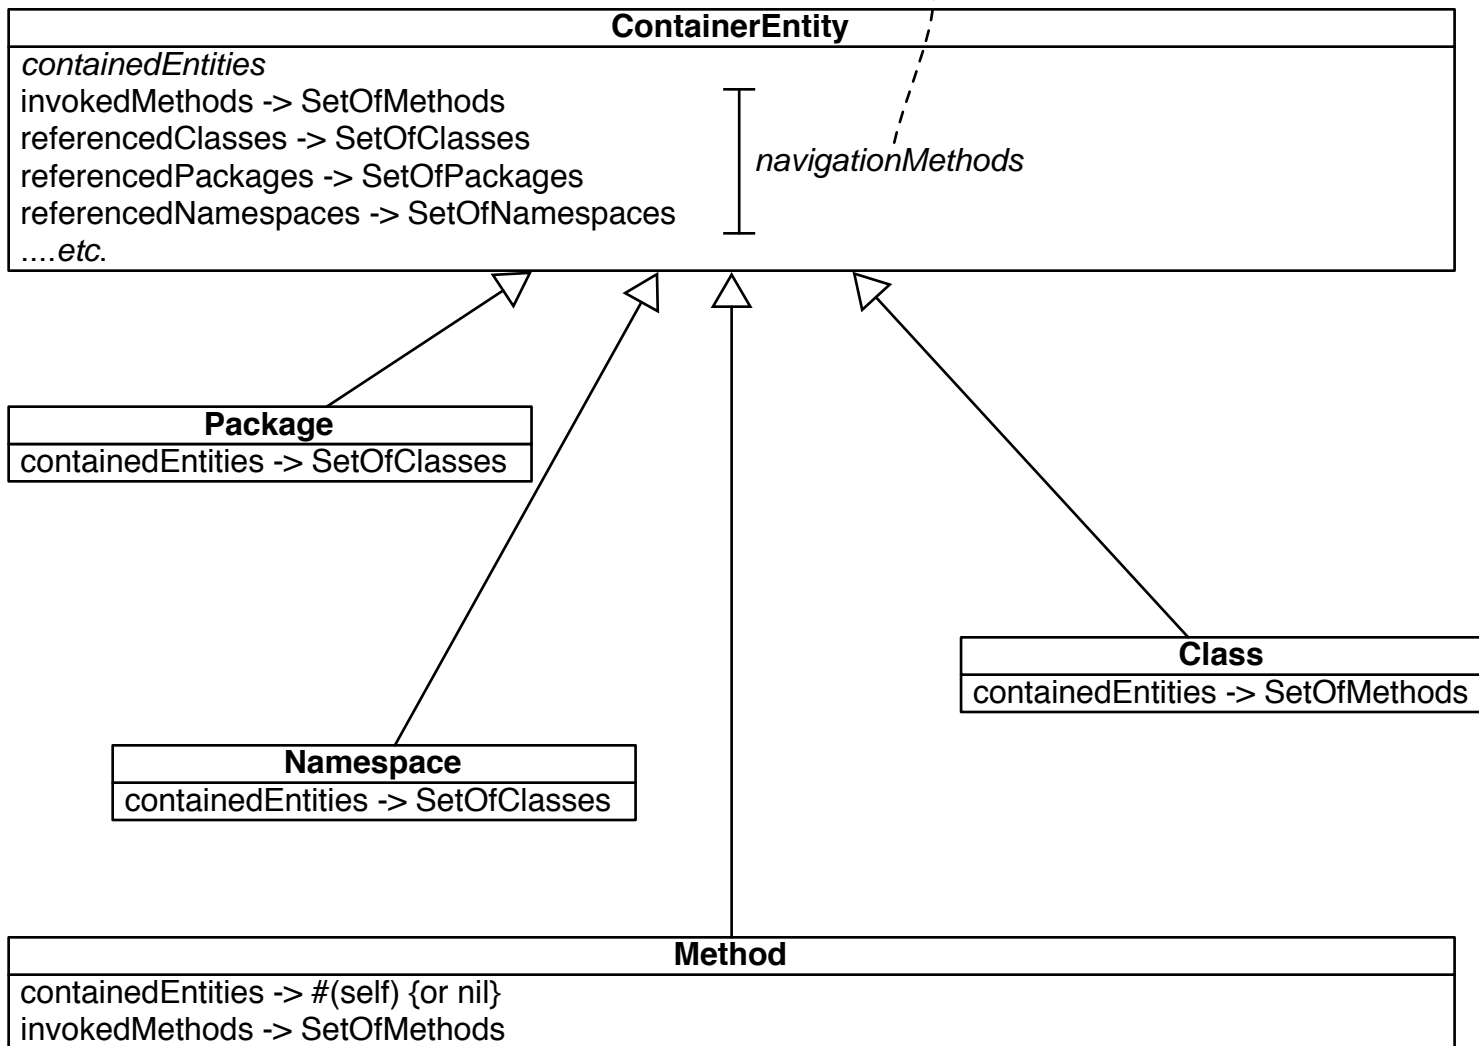 ContainerEntity
containedEntities
invokedMethods -> SetOfMethods
referencedClasses -> SetOfClasses
referencedPackages -> SetOfPackages
referencedNamespaces -> SetOfNamespaces
....etc.
navigationMethods
Package
containedEntities -> SetOfClasses
Class
containedEntities -> SetOfMethods
Namespace
containedEntities -> SetOfClasses
Method
containedEntities -> #(self) {or nil}
invokedMethods -> SetOfMethods